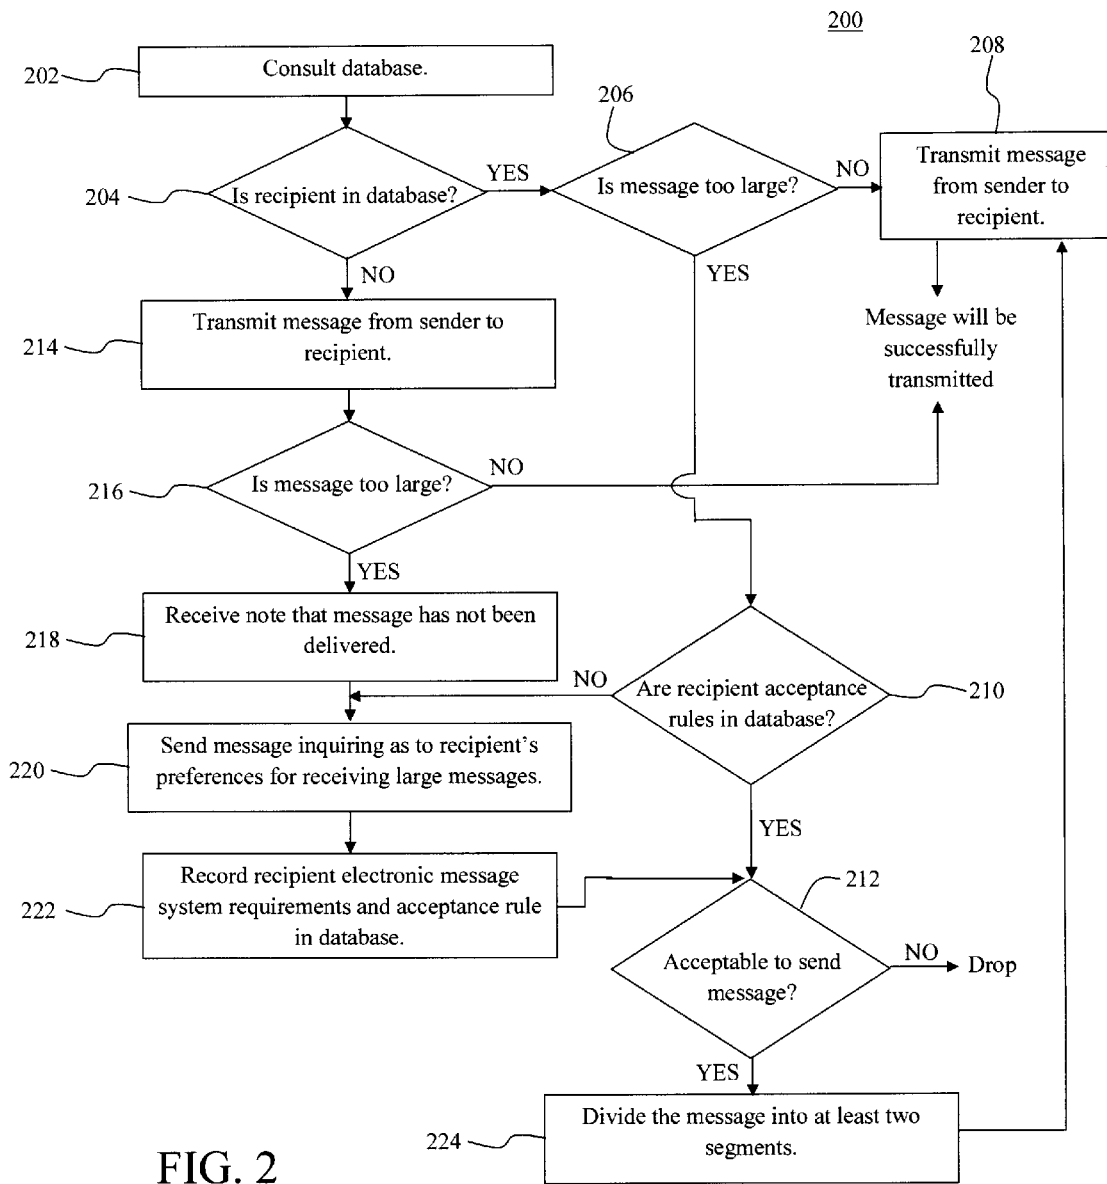 200
202
Consult database.
204
Is recipient in database?
YES
206
Is message too large?
NO
208
Transmit message
from sender to
recipient.
NO
YES
214
Transmit message from sender to
recipient.
Message will be
successfully
transmitted
216
Is message too large?
NO
YES
218
Receive note that message has not been
delivered.
NO
Are recipient acceptance
rules in database?
210
220
Send message inquiring as to recipient's
preferences for receiving large messages.
YES
222
Record recipient electronic message
system requirements and acceptance rule
in database.
212
Acceptable to send
message?
NO
Drop
YES
224
Divide the message into at least two
segments.
FIG. 2